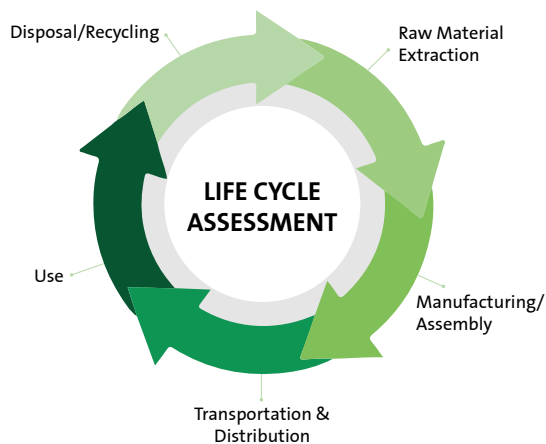 Disposal/Recycling
Raw Material
Extraction
LIFE CYCLE
ASSESSMENT
Use
Manufacturing/
Assembly
Transportation &
Distribution